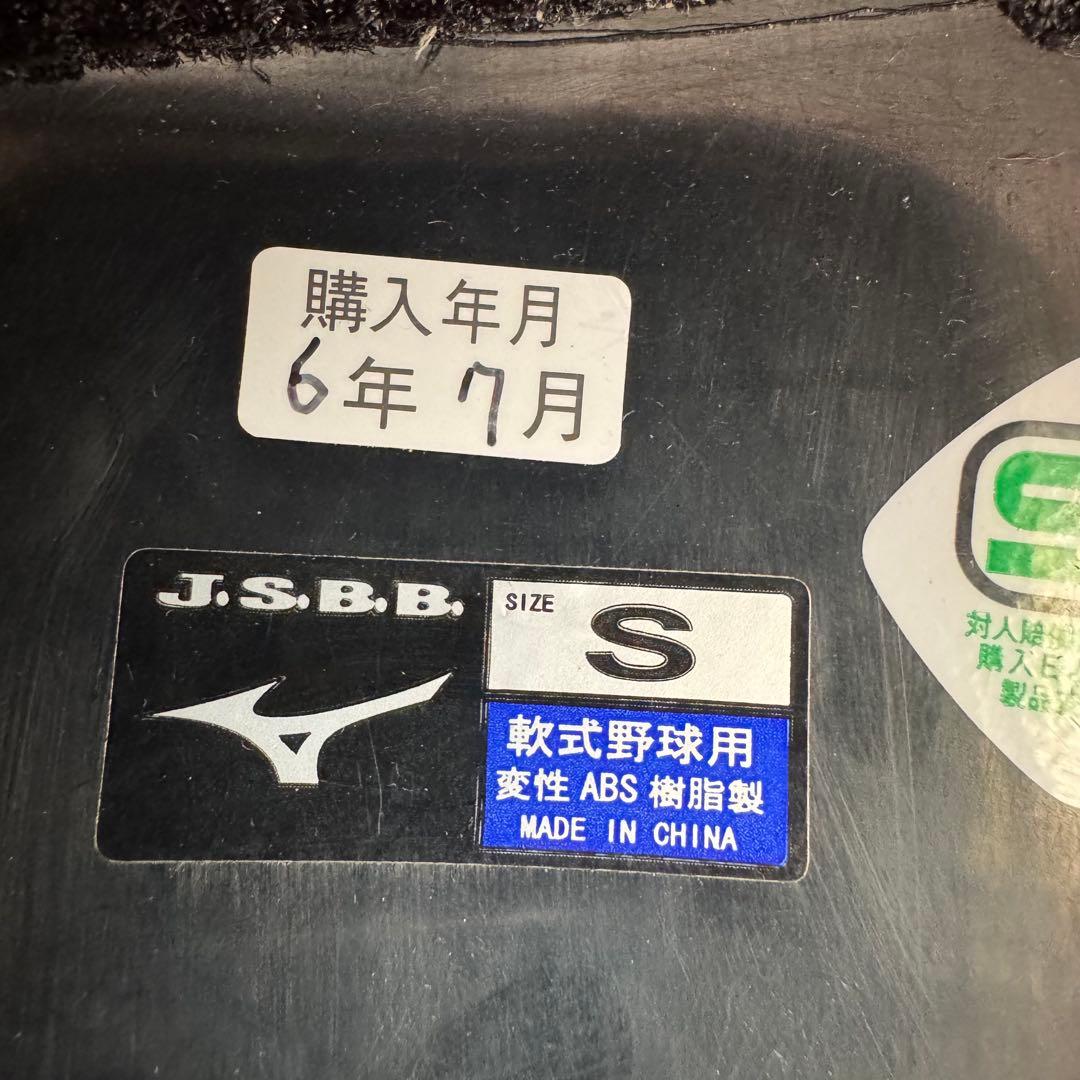 購入年月
6年 7月
J.S.B.B.
SIZE
S
軟式野球用
変性 ABS 樹脂製
MADE IN CHINA
対人賠償
購入日
製品